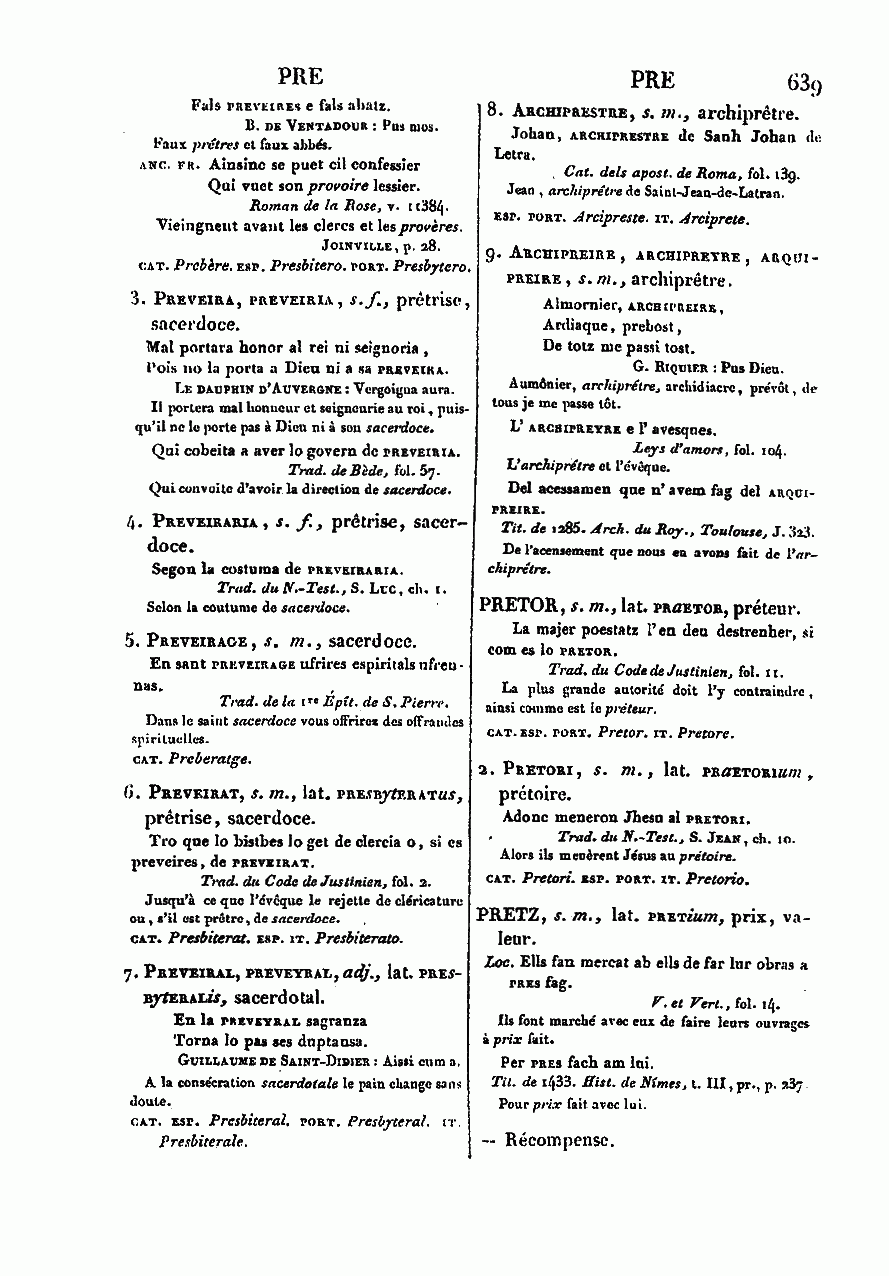 PRE
Fals PREVEIRES e fals abatz.
B. DE VENTADOUR : Pus mos.
Faux prêtres et faux abbés.
ANC. FR. Ainsinc se puet cil confessier
Qui vuet son provoire lessier.
Roman de la Rose, v. 11384.
Vieingnent avant les clercs et les provères.
JOINVILLE, p. 28.
CAT. Prebère. ESP. Presbitero. PORT. Presbytero.
3. PREVEIRA, PREVEIRIA, s. f., prêtrise,
sacerdoce.
Mal portara honor al rei ni seignoria,
Pois no la porta a Dieu ni a sa PREVEIRA.
LE DAUPHIN D'AUVERGNE : Vergoigna aura.
Il portera mal honneur et seigneurie au roi, puis-
qu'il ne le porte pas à Dieu ni à son sacerdoce.
Qui cobeita a aver lo govern de PREVEIRIA.
Trad. de Bède, fol. 57.
Qui convoite d'avoir la direction de sacerdoce.
4. PREVEIRARIA, s. f., prêtrise, sacer-
doce.
Segon la costuma de PREVEIRARIA.
Trad. du N.-Test., S. LUC, ch. 1.
Selon la coutume de sacerdoce.
5. PREVEIRAGE, s. m., sacerdoce.
En sant PREVEIRAGE ufrires espiritals ufren-
nas.
Trad. de la 1re Épît. de S. Pierre.
Dans le saint sacerdoce vous offrirez des offrandes
spirituelles.
CAT. Preberatge.
6. PREVEIRAT, s. m., lat. PRESByTERATus,
prêtrise, sacerdoce.
Tro que lo bistbes lo get de clercia o, si es
preveires, de PREVEIRAT.
Trad. du Code de Justinien, fol. 2.
Jusqu'à ce que l'évêque le rejette de cléricature
ou, s'il est prêtre, de sacerdoce.
CAT. Presbiterat. ESP. IT. Presbiterato.
7. PREVEIRAL, PREVEYRAL, adj., lat. PRES-
ByTERALis, sacerdotal.
En la PREVEYRAL sagranza
Torna lo pas ses duptansa.
GUILLAUME DE SAINT-DIDIER : Aissi cum a.
A la consécration sacerdotale le pain change sans
doute.
CAT. ESP. Presbiteral. PORT. Presbyteral. IT.
Presbiterale.
PRE 639
8. ARCHIPRESTRE, s. m., archiprêtre.
Johan, ARCHIPRESTRE de Sanh Johan de
Letra.
Cat. dels apost. de Roma, fol. 139.
Jean, archiprêtre de Saint-Jean-de-Latran.
ESP. PORT. Arcipreste. IT. Arciprete.
9. ARCHIPREIRE, ARCHIPREYRE, ARQUI-
PREIRE, s. m., archiprêtre.
Almornier, ARCHIPREIRE,
Ardiaque, prebost,
De totz me passi tost.
G. RIQUIER : Pus Dieu.
Aumônier, archiprêtre, archidiacre, prévôt, de
tous je me passe tôt.
L'ARCHIPREYRE e l'avesques.
Leys d'amors, fol. 104.
L'archiprêtre et l'évêque.
Del acessamen que n'avem fag del ARQUI-
PREIRE.
Tit. de 1285. Arch. du Roy., Toulouse, J. 323.
De l'acensement que nous en avons fait de l'ar-
chiprêtre.
PRETOR, s. m., lat. PRAETOR, préteur.
La majer poestatz l'en deu destrenher, si
com es lo PRETOR.
Trad. du Code de Justinien, fol. 11.
La plus grande autorité doit l'y contraindre,
ainsi comme est le préteur.
CAT. ESP. PORT. Pretor. IT. Pretore.
2. PRETORI, s. m., lat. PRAETORIum,
prétoire.
Adonc meneron Jhesu al PRETORI.
Trad. du N.-Test., S. JEAN, ch. 10.
Alors ils menèrent Jésus au prétoire.
CAT. Pretori. ESP. PORT. IT. Pretorio.
PRETZ, s. m., lat. PRETium, prix, va-
leur.
Loc. Ells fan mercat ab ells de far lur obras a
PRES fag.
V. et Vert., fol. 14.
Ils font marché avec eux de faire leurs ouvrages
à prix fait.
Per PRES fach am lui.
Tit. de 1433. Hist. de Nîmes, t. III, pr., p. 237.
Pour prix fait avec lui.
— Récompense.